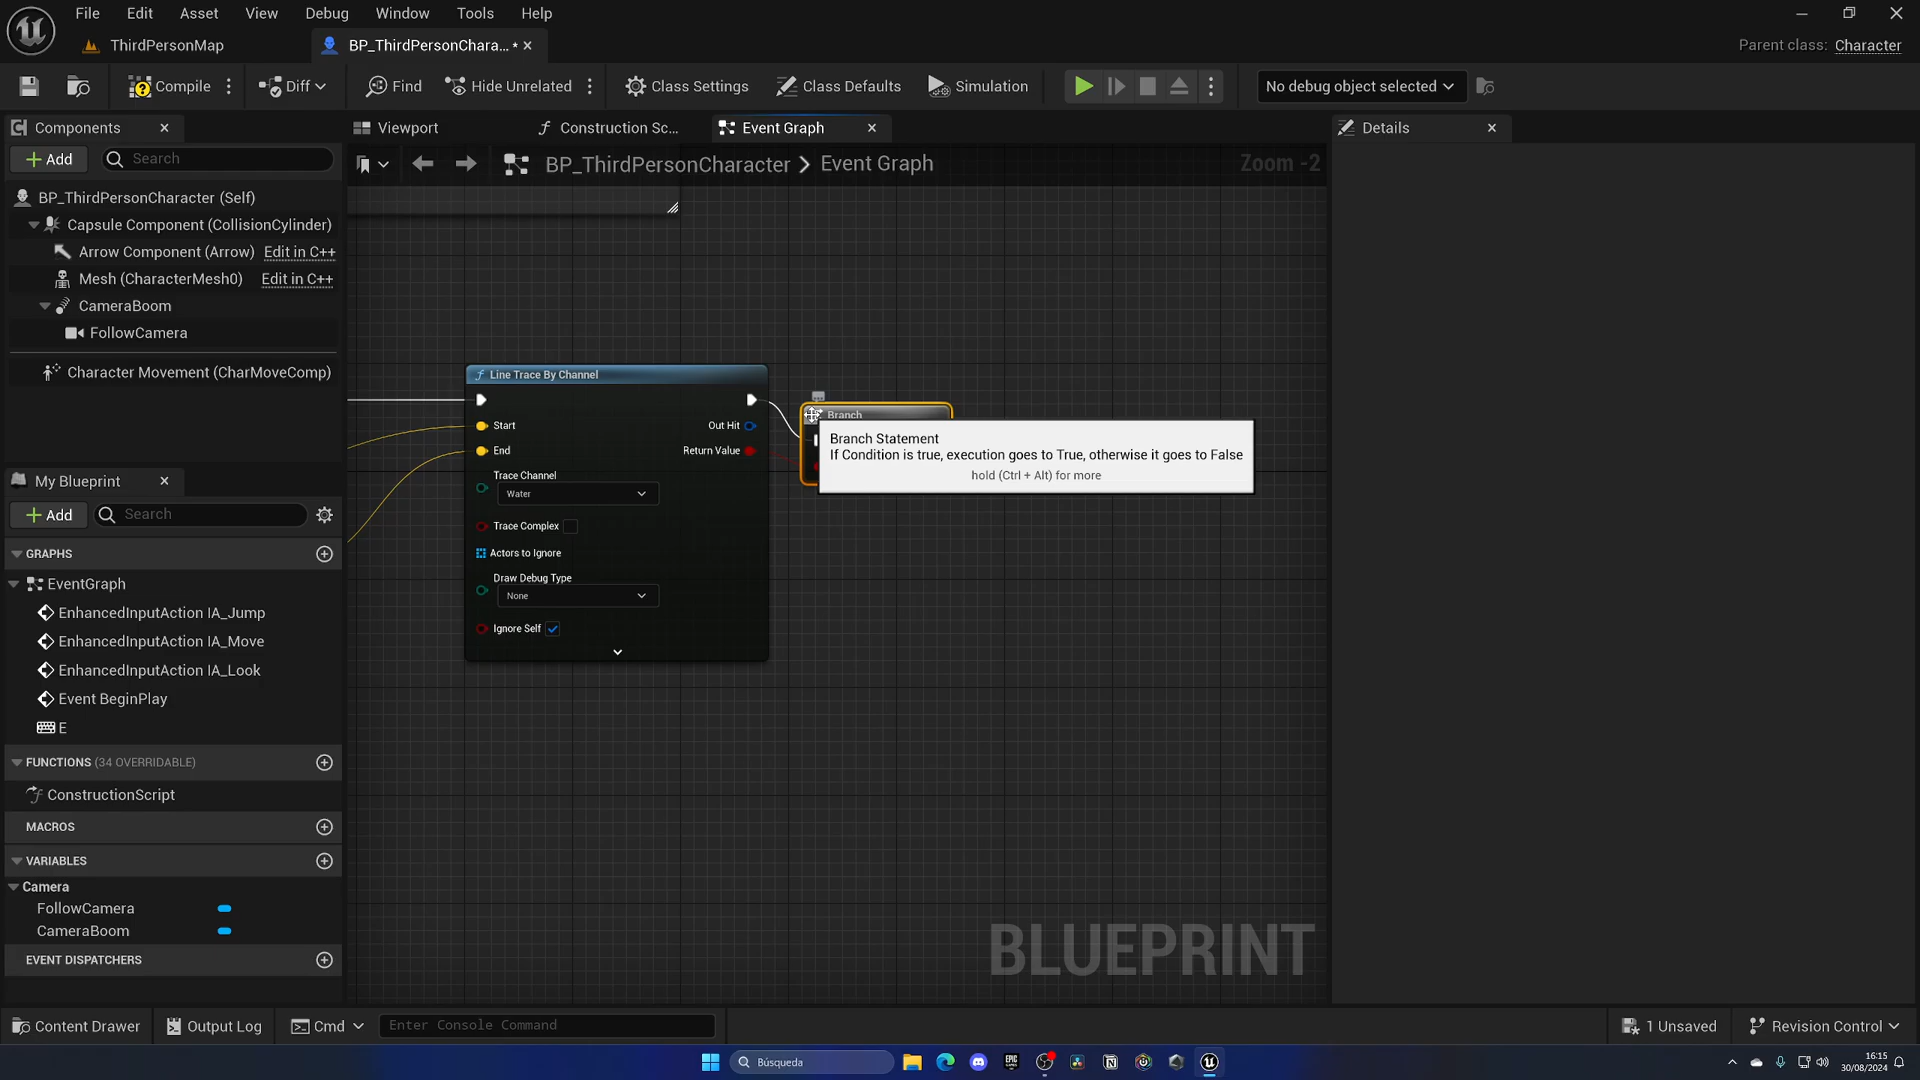 File Edit Asset View Debug Window Tools Help
ThirdPersonMap
BP_ThirdPersonChara... •
Parent class: Character
Compile
Diff
Find
Hide Unrelated
Class Settings
Class Defaults
Simulation
No debug object selected
Components
Viewport
Construction Sc...
Event Graph
Details
Add
Search
BP_ThirdPersonCharacter > Event Graph
Zoom -2
BP_ThirdPersonCharacter (Self)
Capsule Component (CollisionCylinder)
Arrow Component (Arrow) Edit in C++
Mesh (CharacterMesh0) Edit in C++
CameraBoom
FollowCamera
Character Movement (CharMoveComp)
Line Trace By Channel
Start
Out Hit
End
Return Value
Trace Channel
Water
Trace Complex
Actors to Ignore
Draw Debug Type
None
Ignore Self
Branch
Branch Statement
If Condition is true, execution goes to True, otherwise it goes to False
hold (Ctrl + Alt) for more
My Blueprint
Add
Search
GRAPHS
EventGraph
EnhancedInputAction IA_Jump
EnhancedInputAction IA_Move
EnhancedInputAction IA_Look
Event BeginPlay
E
FUNCTIONS (34 OVERRIDABLE)
ConstructionScript
MACROS
VARIABLES
Camera
FollowCamera
CameraBoom
EVENT DISPATCHERS
BLUEPRINT
Content Drawer
Output Log
Cmd
Enter Console Command
1 Unsaved
Revision Control
Búsqueda
EPIC GAMES
16:15
30/08/2024